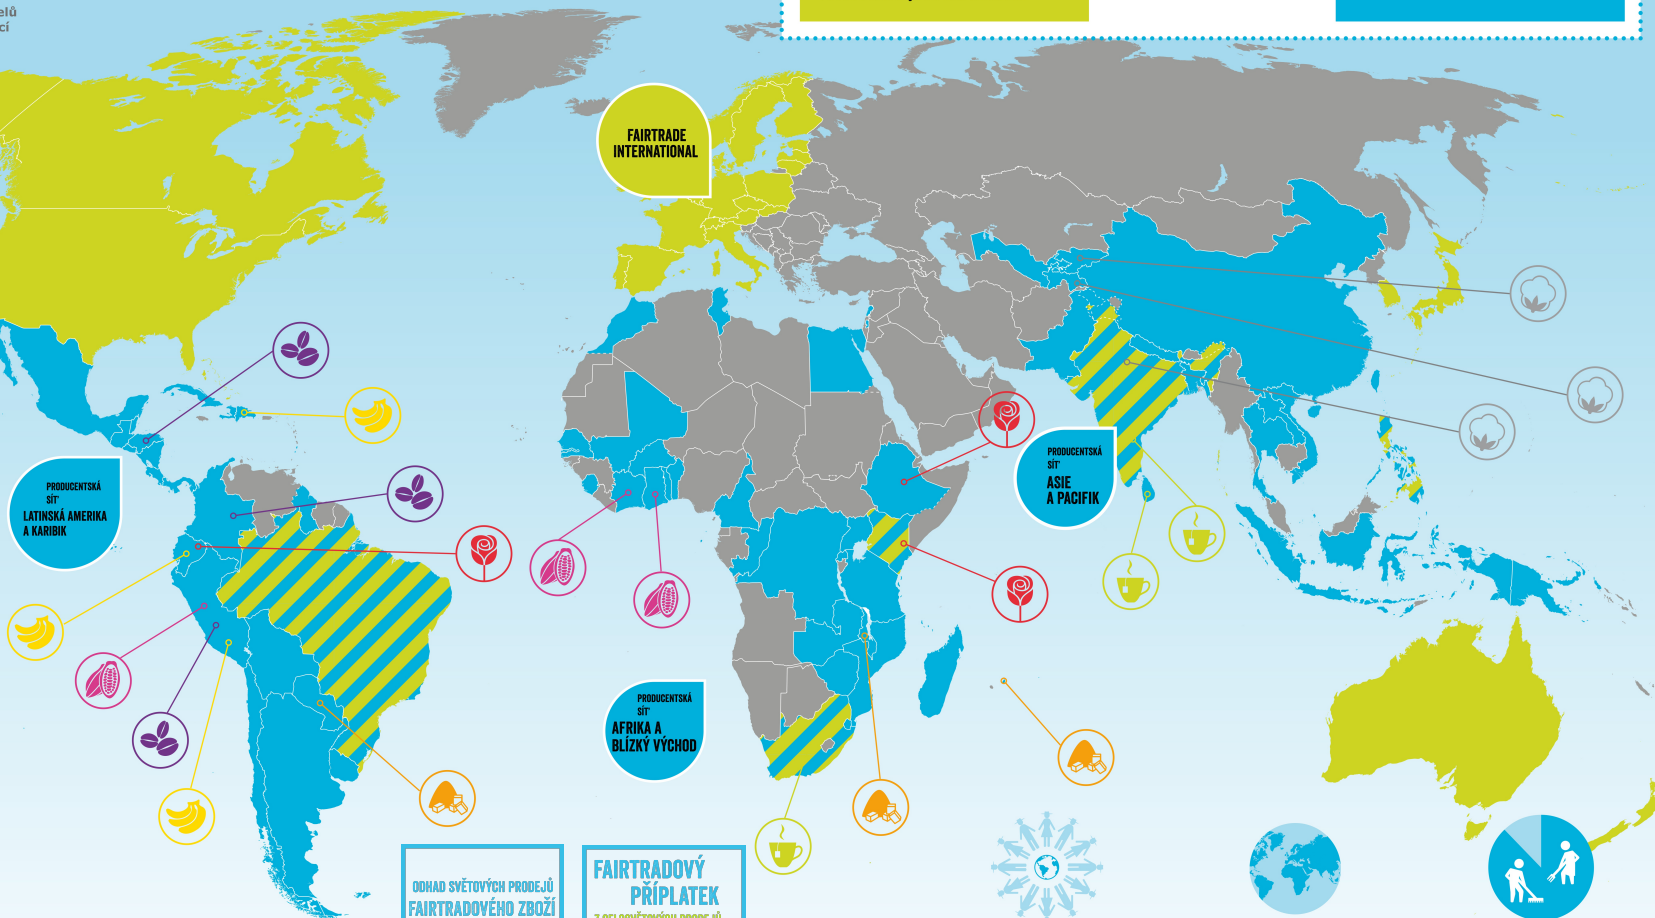 FAIRTRADE
INTERNATIONAL
PRODUCENTSKÁ
SÍŤ
LATINSKÁ AMERIKA
A KARIBIK
PRODUCENTSKÁ
SÍŤ
ASIE
A PACIFIK
PRODUCENTSKÁ
SÍŤ
AFRIKA A
BLÍZKÝ VÝCHOD
ODHAD SVĚTOVÝCH PRODEJŮ
FAIRTRADOVÉHO ZBOŽÍ
FAIRTRADOVÝ
PŘÍPLATEK